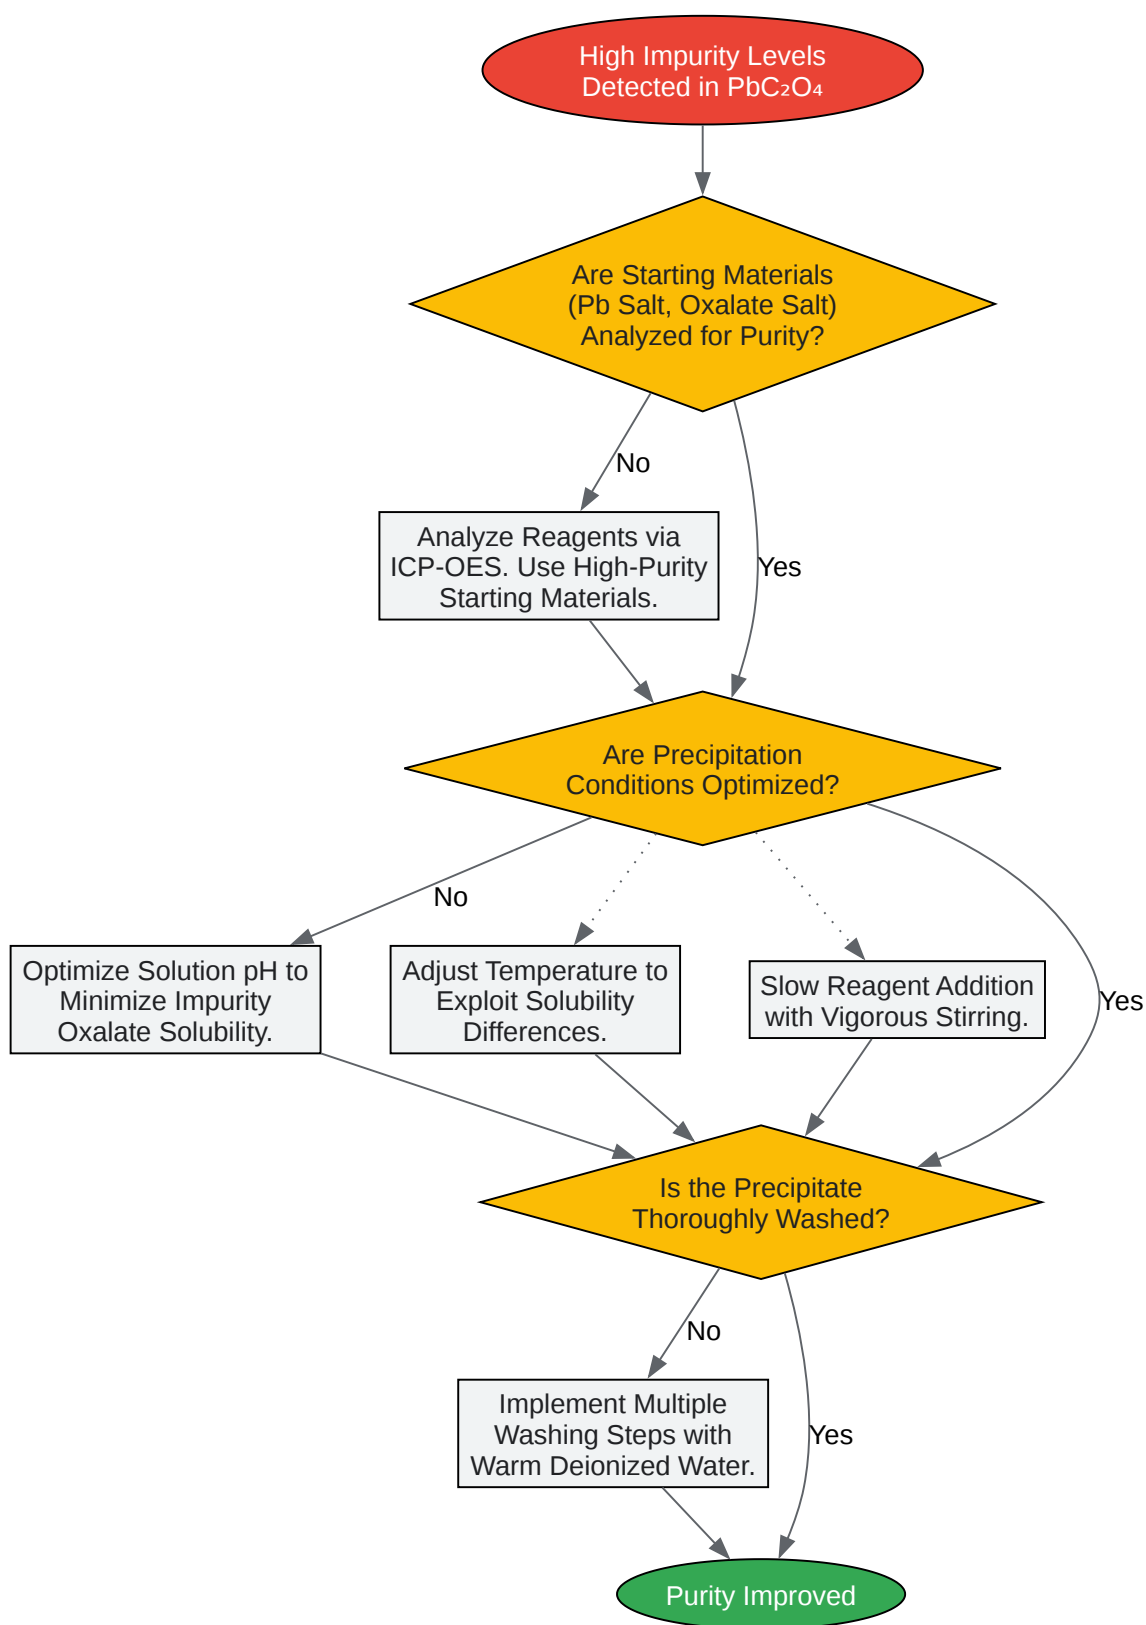 High Impurity Levels
Detected in PbC₂O₄
Are Starting Materials
(Pb Salt, Oxalate Salt)
Analyzed for Purity?
No
Analyze Reagents via
ICP-OES. Use High-Purity
Starting Materials.
Yes
Are Precipitation
Conditions Optimized?
No
Optimize Solution pH to
Minimize Impurity
Oxalate Solubility.
Adjust Temperature to
Exploit Solubility
Differences.
Slow Reagent Addition
with Vigorous Stirring.
Yes
Is the Precipitate
Thoroughly Washed?
No
Implement Multiple
Washing Steps with
Warm Deionized Water.
Yes
Purity Improved